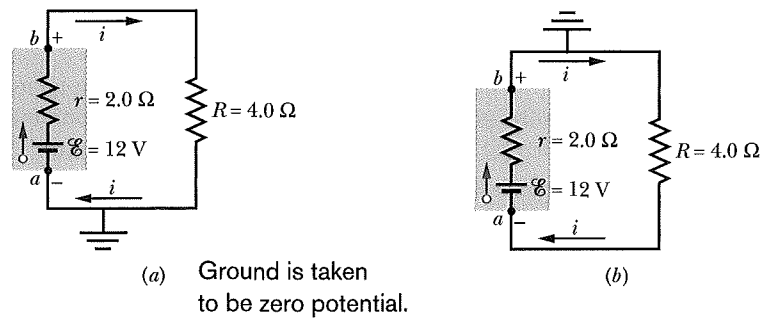 i
b +
r = 2.0 Ω
R = 4.0 Ω
ℰ = 12 V
a −
i
(a) Ground is taken
to be zero potential.
i
b +
r = 2.0 Ω
R = 4.0 Ω
ℰ = 12 V
a −
i
(b)